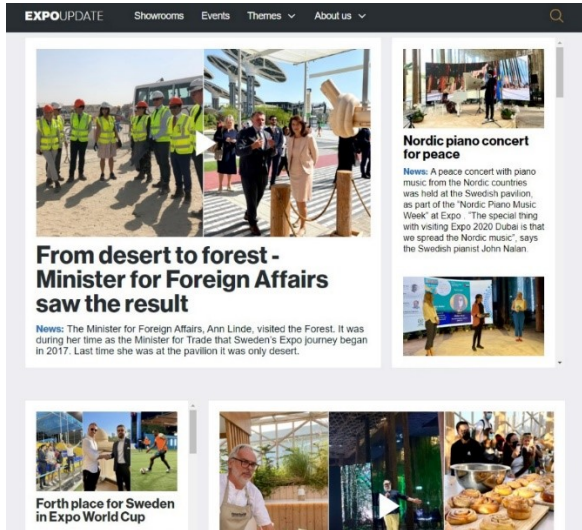 EXPOUPDATE Showrooms Events Themes About us
From desert to forest -
Minister for Foreign Affairs
saw the result
News: The Minister for Foreign Affairs, Ann Linde, visited the Forest. It was
during her time as the Minister for Trade that Sweden's Expo journey began
in 2017. Last time she was at the pavilion it was only desert.
Nordic piano concert
for peace
News: A peace concert with piano
music from the Nordic countries
was held at the Swedish pavilion,
as part of the "Nordic Piano Music
Week" at Expo . "The special thing
with visiting Expo 2020 Dubai is that
we spread the Nordic music", says
the Swedish pianist John Naian.
Forth place for Sweden
in Expo World Cup